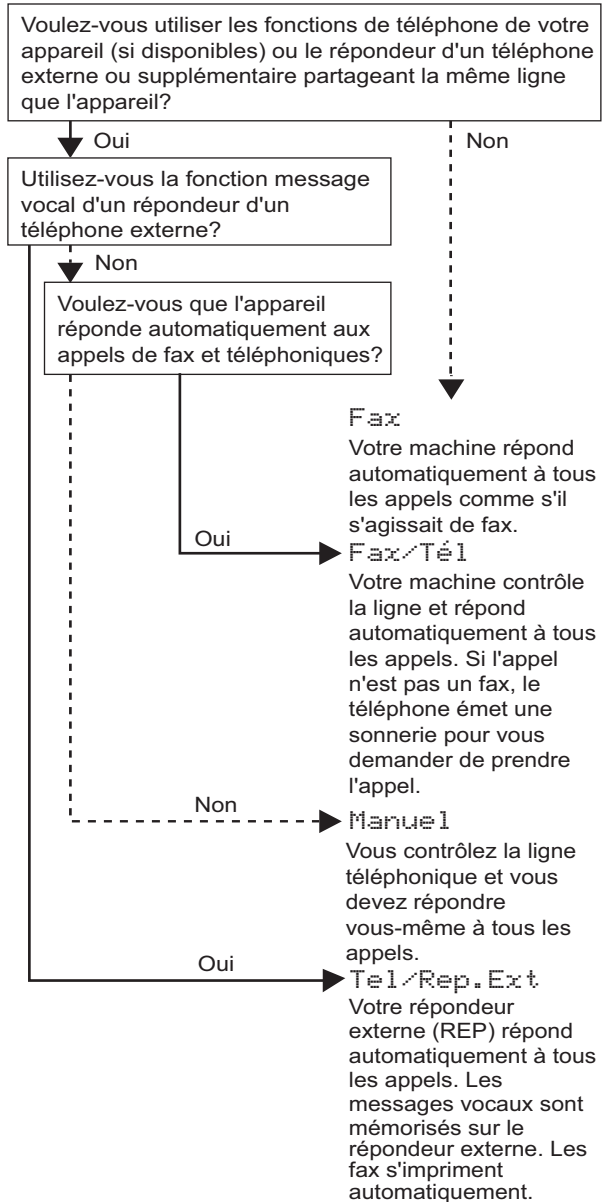 Voulez-vous utiliser les fonctions de téléphone de votre
appareil (si disponibles) ou le répondeur d'un téléphone
externe ou supplémentaire partageant la même ligne
que l'appareil?
Oui
Non
Utilisez-vous la fonction message
vocal d'un répondeur d'un
téléphone externe?
Non
Voulez-vous que l'appareil
réponde automatiquement aux
appels de fax et téléphoniques?
Fax
Votre machine répond
automatiquement à tous
les appels comme s'il
s'agissait de fax.
Oui
Fax/Tél
Votre machine contrôle
la ligne et répond
automatiquement à tous
les appels. Si l'appel
n'est pas un fax, le
téléphone émet une
sonnerie pour vous
demander de prendre
l'appel.
Non
Manuel
Vous contrôlez la ligne
téléphonique et vous
devez répondre
vous-même à tous les
appels.
Oui
Tel/Rep.Ext
Votre répondeur
externe (REP) répond
automatiquement à tous
les appels. Les
messages vocaux sont
mémorisés sur le
répondeur externe. Les
fax s'impriment
automatiquement.